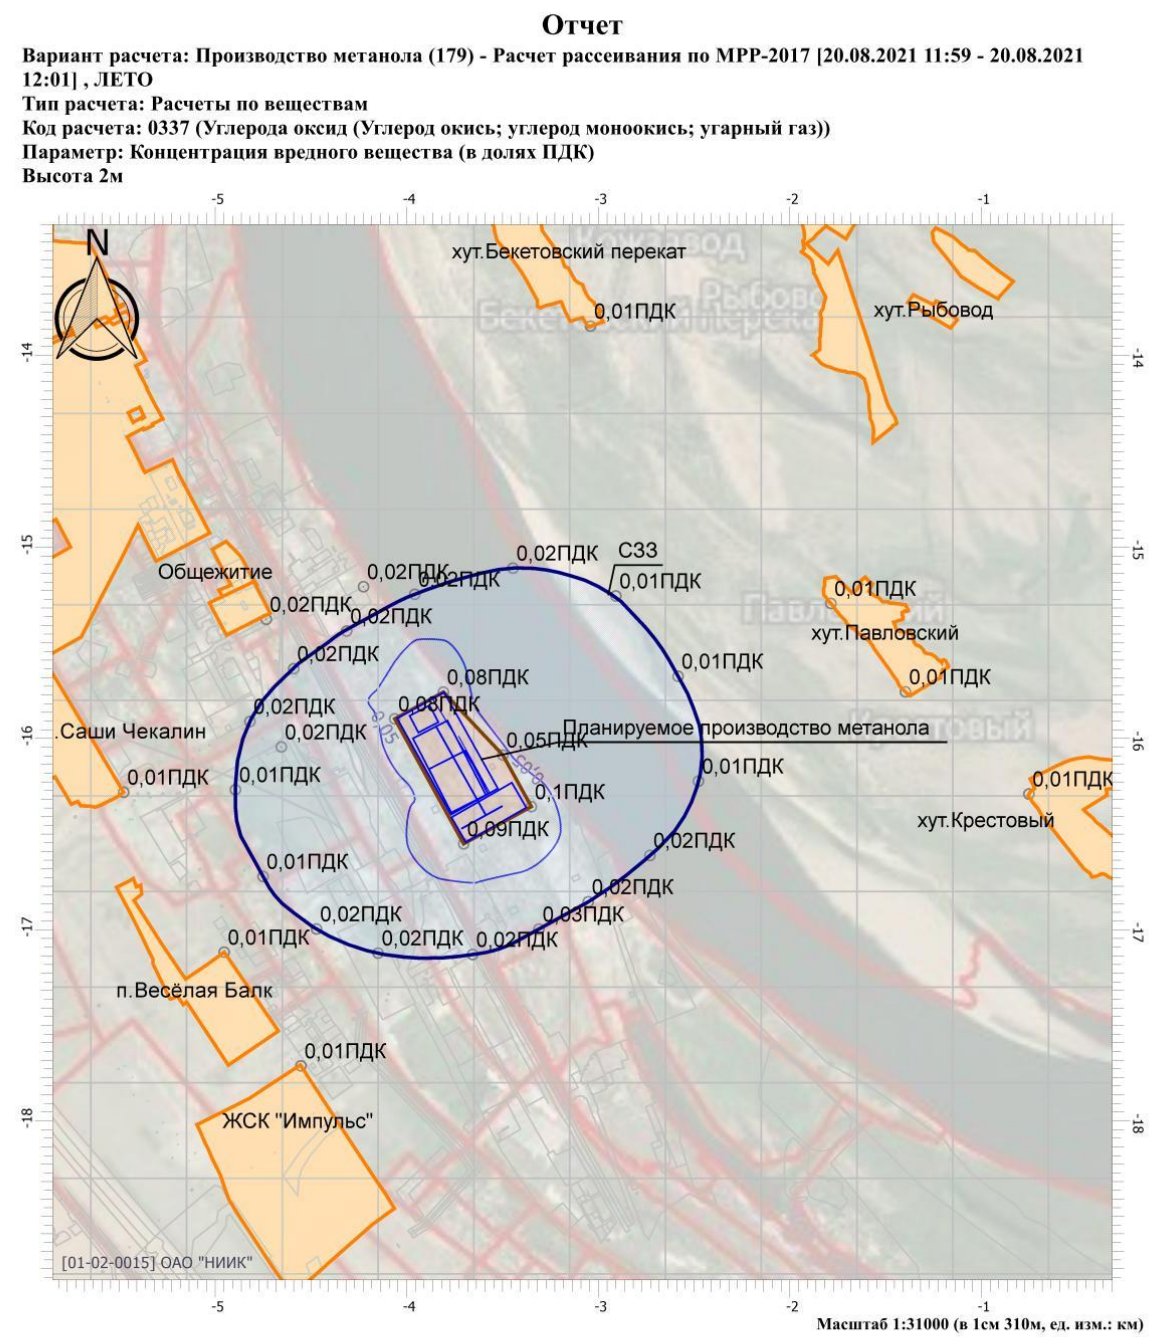 Отчет
Вариант расчета: Производство метанола (179) - Расчет рассеивания по МРР-2017 [20.08.2021 11:59 - 20.08.2021
12:01] , ЛЕТО
Тип расчета: Расчеты по веществам
Код расчета: 0337 (Углерода оксид (Углерод окись; углерод моноокись; угарный газ))
Параметр: Концентрация вредного вещества (в долях ПДК)
Высота 2м
-5 -4 -3 -2 -1
N
Кожзавод
хут.Бекетовский перекат
0,01ПДК
хут.Рыбовод
-14 -14
-15 -15
0,02ПДК
СЗЗ
Общежитие
0,02ПДК
0,02ПДК
0,01ПДК
0,01ПДК
0,02ПДК
0,02ПДК
хут.Павловский
0,02ПДК
0,01ПДК
0,08ПДК
0,01ПДК
0,02ПДК
0,08ПДК
.Саши Чекалин
0,02ПДК
0,05
Планируемое производство метанола
0,05ПДК
0,05
-16 -16
0,01ПДК
0,01ПДК
0,01ПДК
0,01ПДК
0,1ПДК
хут.Крестовый
0,09ПДК
0,02ПДК
0,01ПДК
0,02ПДК
0,02ПДК
0,03ПДК
0,01ПДК
0,02ПДК
0,02ПДК
-17 -17
п.Весёлая Балк
0,01ПДК
ЖСК "Импульс"
-18 -18
[01-02-0015] ОАО "НИИК"
-5 -4 -3 -2 -1
Масштаб 1:31000 (в 1см 310м, ед. изм.: км)